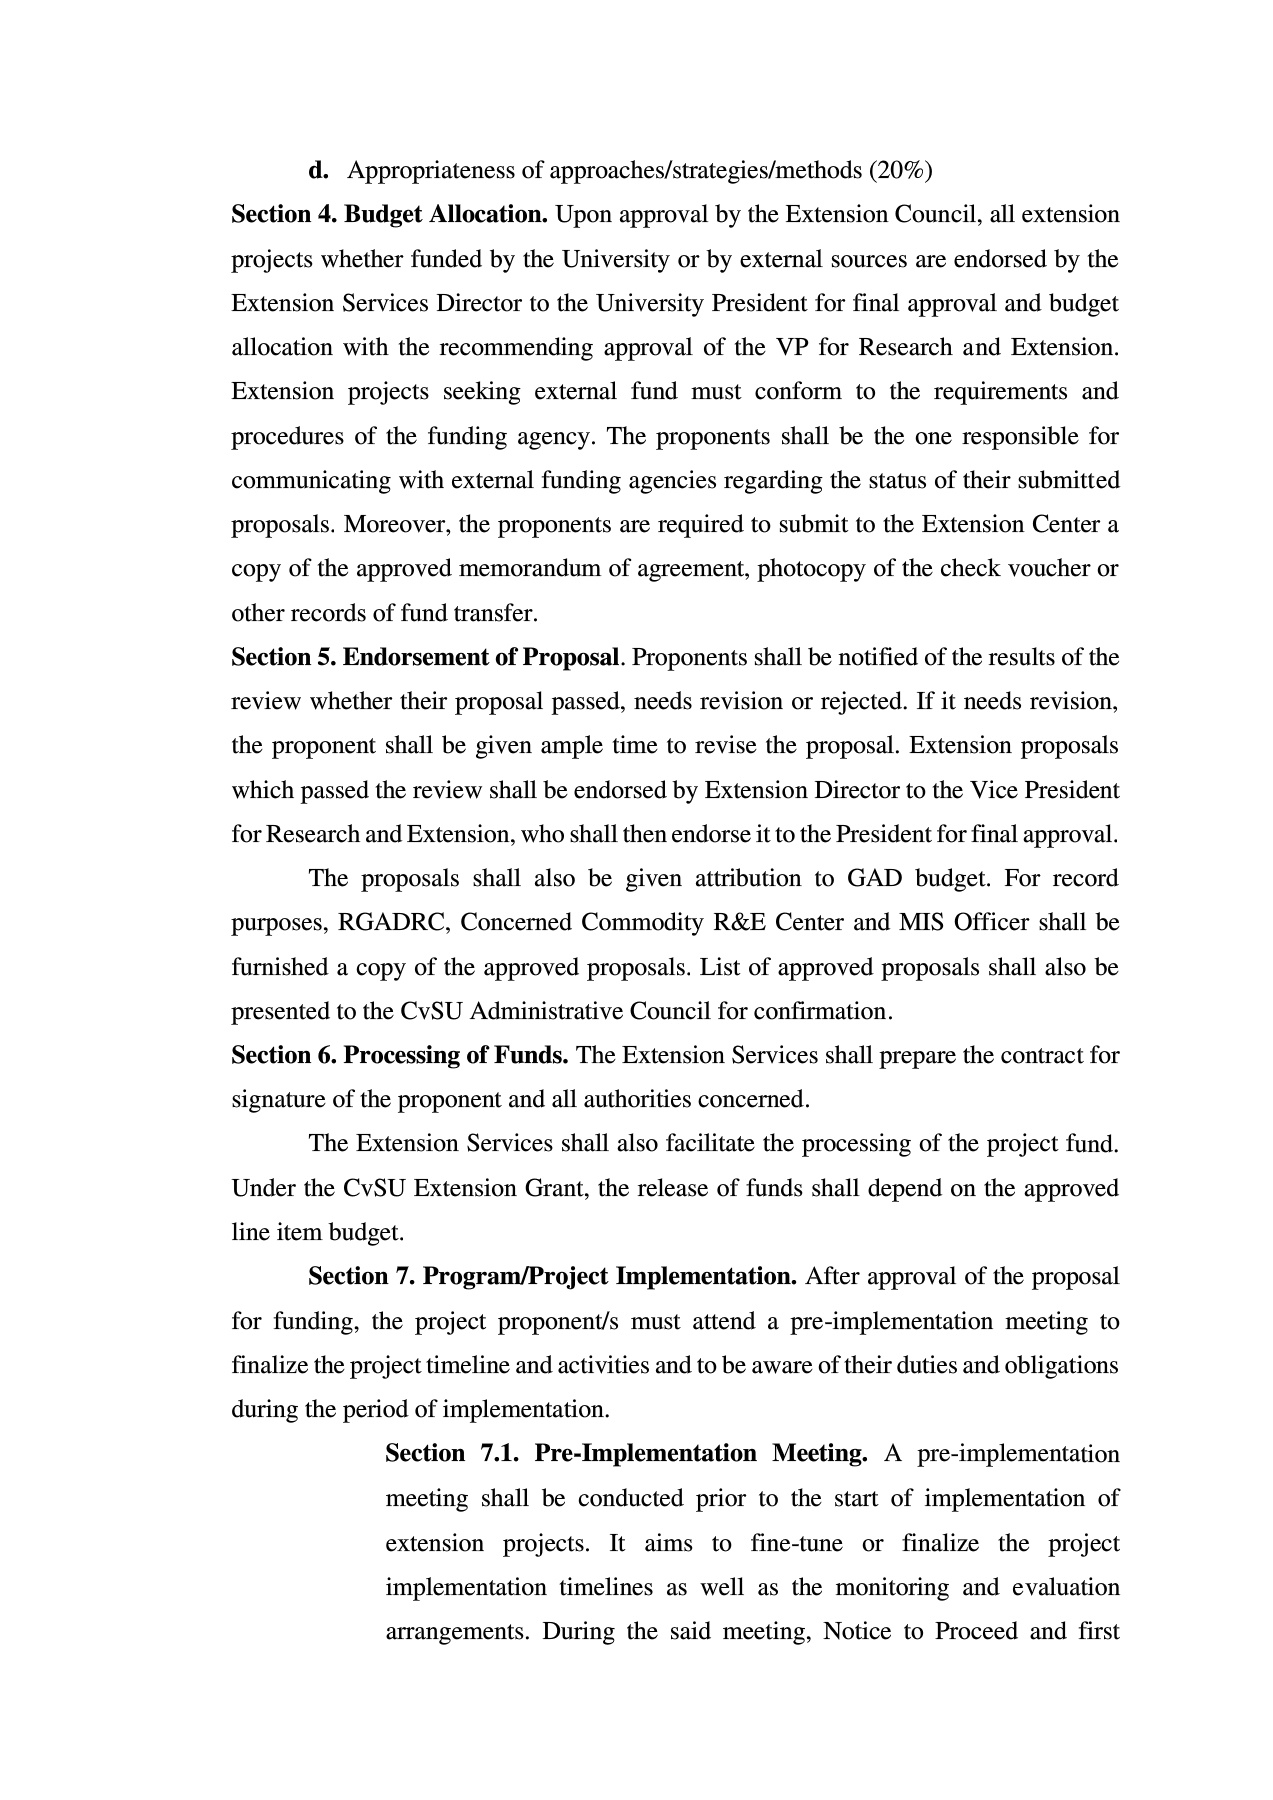 d. Appropriateness of approaches/strategies/methods (20%)
Section 4. Budget Allocation. Upon approval by the Extension Council, all extension
projects whether funded by the University or by external sources are endorsed by the
Extension Services Director to the University President for final approval and budget
allocation with the recommending approval of the VP for Research and Extension.
Extension projects seeking external fund must conform to the requirements and
procedures of the funding agency. The proponents shall be the one responsible for
communicating with external funding agencies regarding the status of their submitted
proposals. Moreover, the proponents are required to submit to the Extension Center a
copy of the approved memorandum of agreement, photocopy of the check voucher or
other records of fund transfer.
Section 5. Endorsement of Proposal. Proponents shall be notified of the results of the
review whether their proposal passed, needs revision or rejected. If it needs revision,
the proponent shall be given ample time to revise the proposal. Extension proposals
which passed the review shall be endorsed by Extension Director to the Vice President
for Research and Extension, who shall then endorse it to the President for final approval.
The proposals shall also be given attribution to GAD budget. For record
purposes, RGADRC, Concerned Commodity R&E Center and MIS Officer shall be
furnished a copy of the approved proposals. List of approved proposals shall also be
presented to the CvSU Administrative Council for confirmation.
Section 6. Processing of Funds. The Extension Services shall prepare the contract for
signature of the proponent and all authorities concerned.
The Extension Services shall also facilitate the processing of the project fund.
Under the CvSU Extension Grant, the release of funds shall depend on the approved
line item budget.
Section 7. Program/Project Implementation. After approval of the proposal
for funding, the project proponent/s must attend a pre-implementation meeting to
finalize the project timeline and activities and to be aware of their duties and obligations
during the period of implementation.
Section 7.1. Pre-Implementation Meeting. A pre-implementation
meeting shall be conducted prior to the start of implementation of
extension projects. It aims to fine-tune or finalize the project
implementation timelines as well as the monitoring and evaluation
arrangements. During the said meeting, Notice to Proceed and first